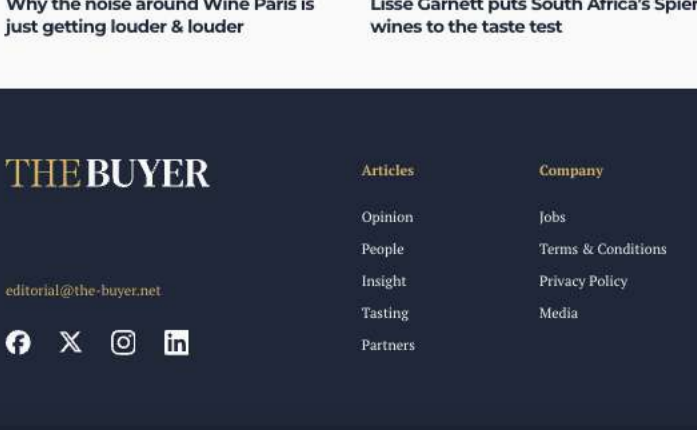 Why the noise around Wine Paris is
just getting louder & louder
Lisse Garnett puts South Africa's Spier
wines to the taste test
THE BUYER
editorial@the-buyer.net
Articles
Opinion
People
Insight
Tasting
Partners
Company
Jobs
Terms & Conditions
Privacy Policy
Media